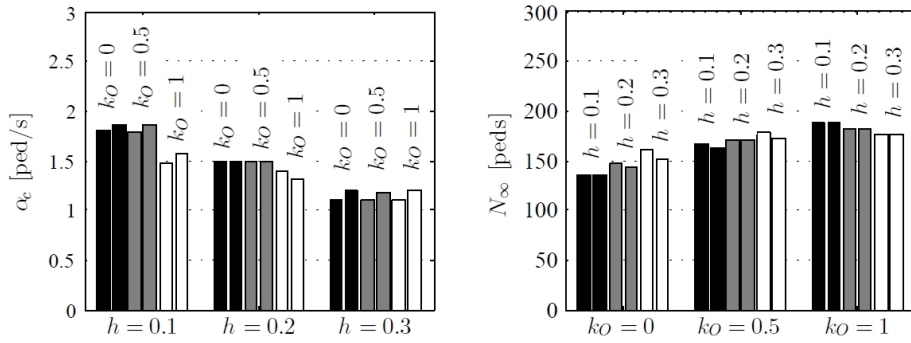 α_c [ped/s]
3
2.5
2
1.5
1
0.5
0
k_O = 0
k_O = 0.5
k_O = 1
k_O = 0
k_O = 0.5
k_O = 1
k_O = 0
k_O = 0.5
k_O = 1
h = 0.1
h = 0.2
h = 0.3
N_∞ [peds]
300
250
200
150
100
50
0
h = 0.1
h = 0.2
h = 0.3
h = 0.1
h = 0.2
h = 0.3
h = 0.1
h = 0.2
h = 0.3
k_O = 0
k_O = 0.5
k_O = 1